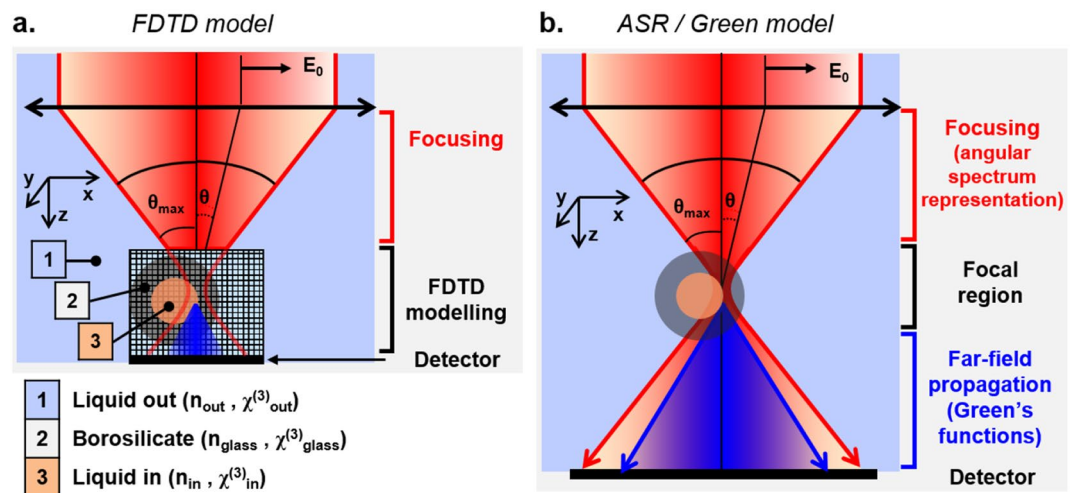 a.
FDTD model
E₀
Focusing
θmax
θ
y
x
z
1
2
3
FDTD
modelling
Detector
1 Liquid out (nout , χ(3)out)
2 Borosilicate (nglass , χ(3)glass)
3 Liquid in (nin , χ(3)in)
b.
ASR / Green model
E₀
Focusing
(angular
spectrum
representation)
θmax
θ
y
x
z
Focal
region
Far-field
propagation
(Green's
functions)
Detector